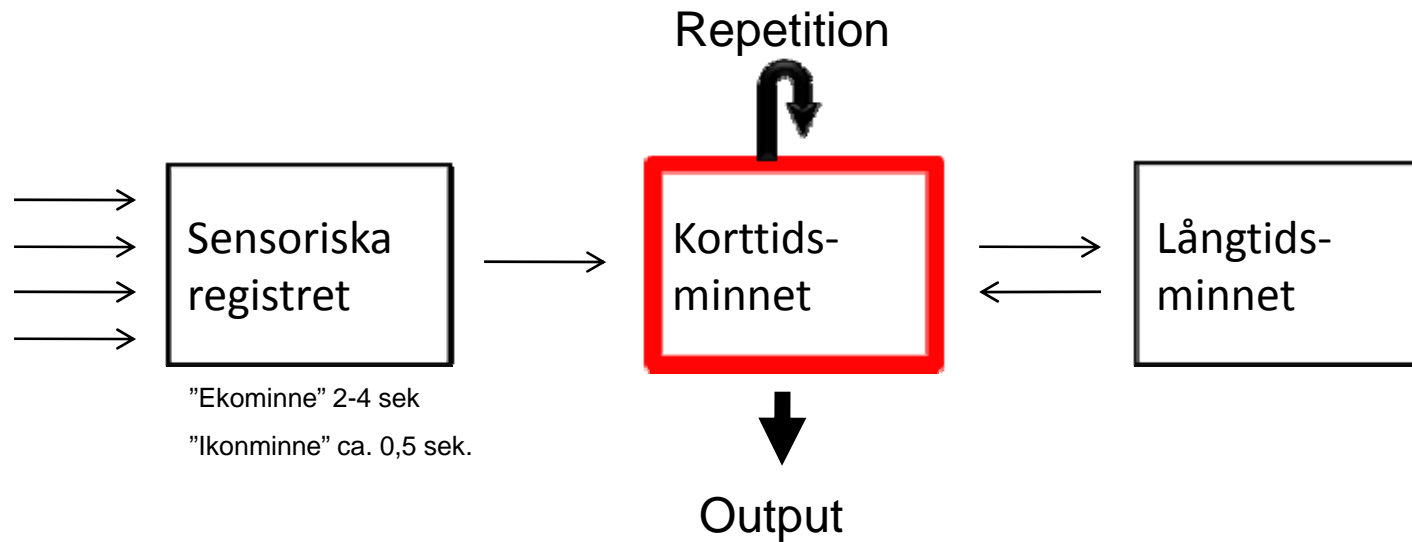 Repetition
Sensoriska
registret
Korttids-
minnet
Långtids-
minnet
”Ekominne” 2-4 sek
”Ikonminne” ca. 0,5 sek.
Output